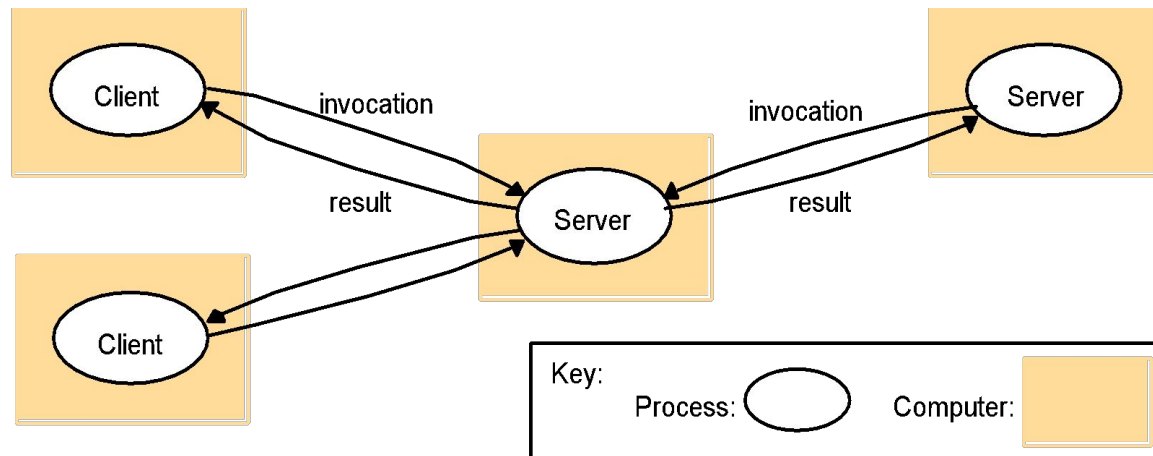 Client
invocation
result
Server
invocation
result
Server
Client
Key:
Process:
Computer: